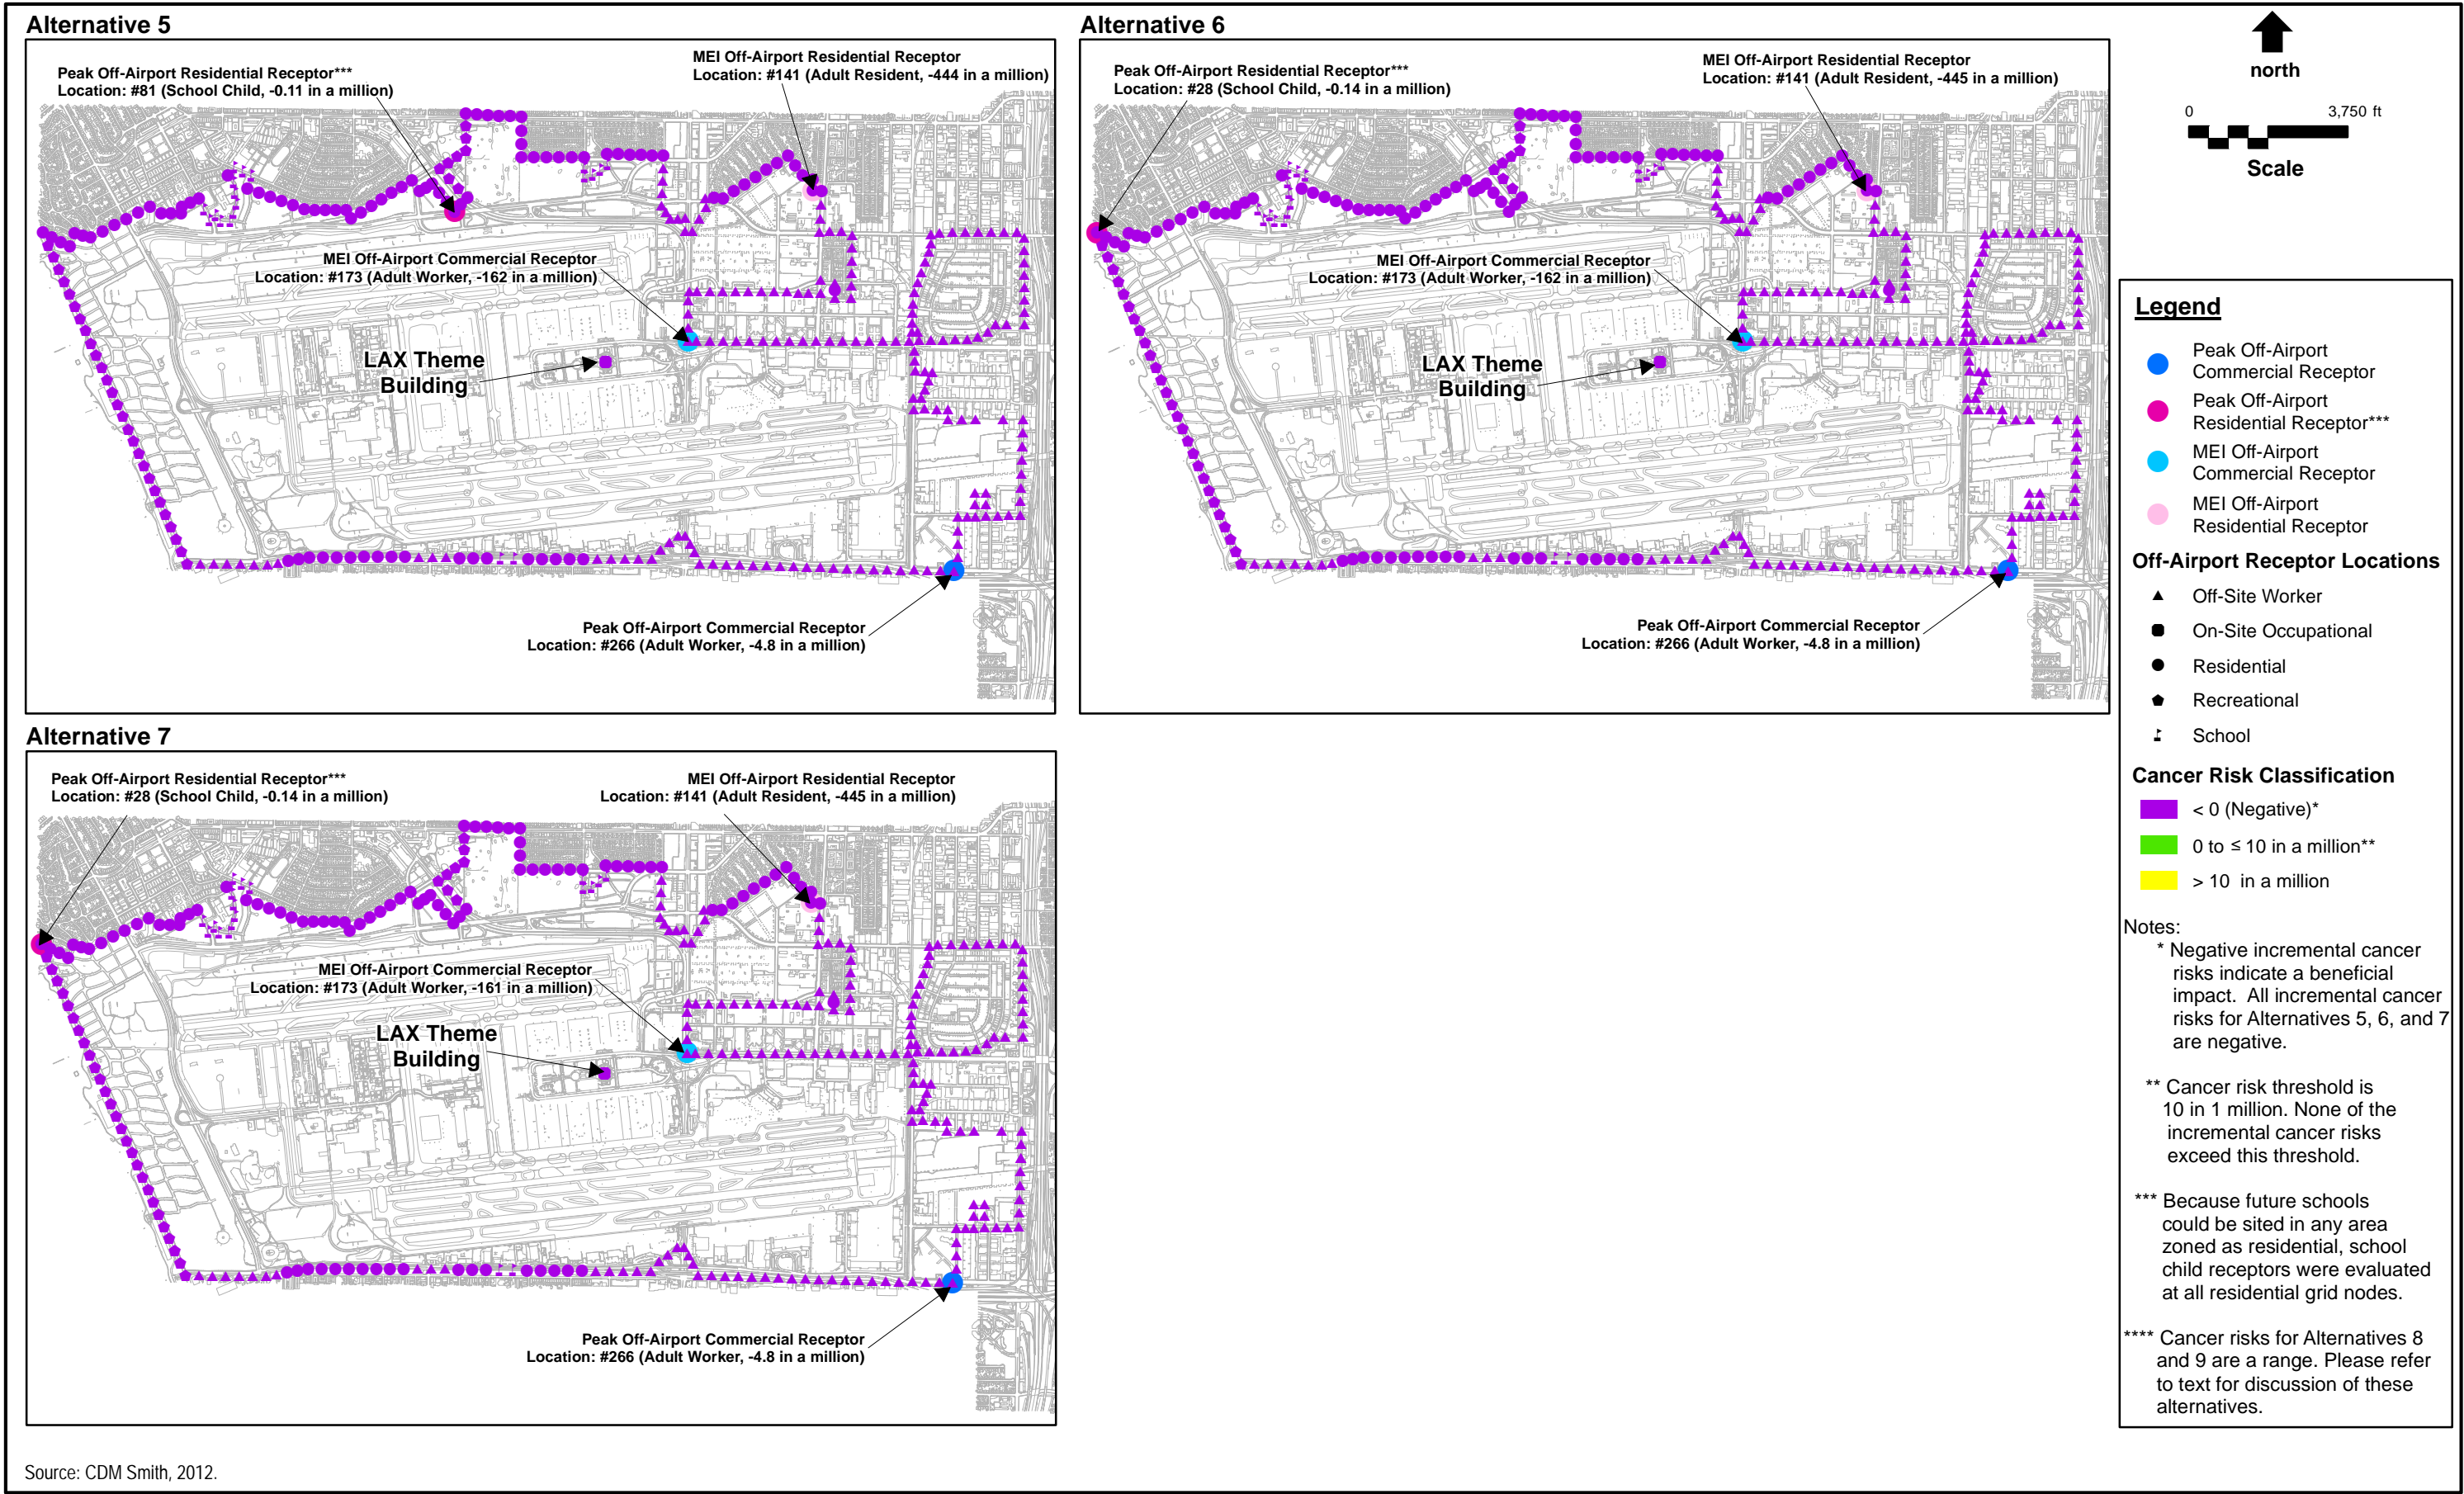 Alternative 5
Peak Off-Airport Residential Receptor***
Location: #81 (School Child, -0.11 in a million)
MEI Off-Airport Residential Receptor
Location: #141 (Adult Resident, -444 in a million)
MEI Off-Airport Commercial Receptor
Location: #173 (Adult Worker, -162 in a million)
LAX Theme
Building
Peak Off-Airport Commercial Receptor
Location: #266 (Adult Worker, -4.8 in a million)
Alternative 6
Peak Off-Airport Residential Receptor***
Location: #28 (School Child, -0.14 in a million)
MEI Off-Airport Residential Receptor
Location: #141 (Adult Resident, -445 in a million)
MEI Off-Airport Commercial Receptor
Location: #173 (Adult Worker, -162 in a million)
LAX Theme
Building
Peak Off-Airport Commercial Receptor
Location: #266 (Adult Worker, -4.8 in a million)
Alternative 7
Peak Off-Airport Residential Receptor***
Location: #28 (School Child, -0.14 in a million)
MEI Off-Airport Residential Receptor
Location: #141 (Adult Resident, -445 in a million)
MEI Off-Airport Commercial Receptor
Location: #173 (Adult Worker, -161 in a million)
LAX Theme
Building
Peak Off-Airport Commercial Receptor
Location: #266 (Adult Worker, -4.8 in a million)
north
0 3,750 ft
Scale
Legend
Peak Off-Airport
Commercial Receptor
Peak Off-Airport
Residential Receptor***
MEI Off-Airport
Commercial Receptor
MEI Off-Airport
Residential Receptor
Off-Airport Receptor Locations
Off-Site Worker
On-Site Occupational
Residential
Recreational
School
Cancer Risk Classification
< 0 (Negative)*
0 to ≤ 10 in a million**
> 10 in a million
Notes:
* Negative incremental cancer
risks indicate a beneficial
impact. All incremental cancer
risks for Alternatives 5, 6, and 7
are negative.
** Cancer risk threshold is
10 in 1 million. None of the
incremental cancer risks
exceed this threshold.
*** Because future schools
could be sited in any area
zoned as residential, school
child receptors were evaluated
at all residential grid nodes.
**** Cancer risks for Alternatives 8
and 9 are a range. Please refer
to text for discussion of these
alternatives.
Source: CDM Smith, 2012.